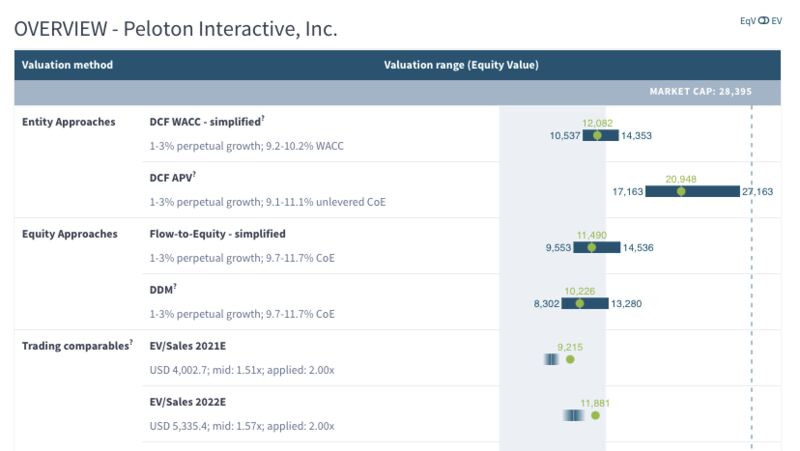 OVERVIEW - Peloton Interactive, Inc.
EqV EV
Valuation method Valuation range (Equity Value)
MARKET CAP: 28,395
Entity Approaches DCF WACC - simplified?
12,082
10,537 14,353
1-3% perpetual growth; 9.2-10.2% WACC
DCF APV?
20,948
17,163 27,163
1-3% perpetual growth; 9.1-11.1% unlevered CoE
Equity Approaches Flow-to-Equity - simplified
11,490
9,553 14,536
1-3% perpetual growth; 9.7-11.7% CoE
DDM?
10,226
8,302 13,280
1-3% perpetual growth; 9.7-11.7% CoE
Trading comparables? EV/Sales 2021E
9,215
USD 4,002.7; mid: 1.51x; applied: 2.00x
EV/Sales 2022E
11,881
USD 5,335.4; mid: 1.57x; applied: 2.00x